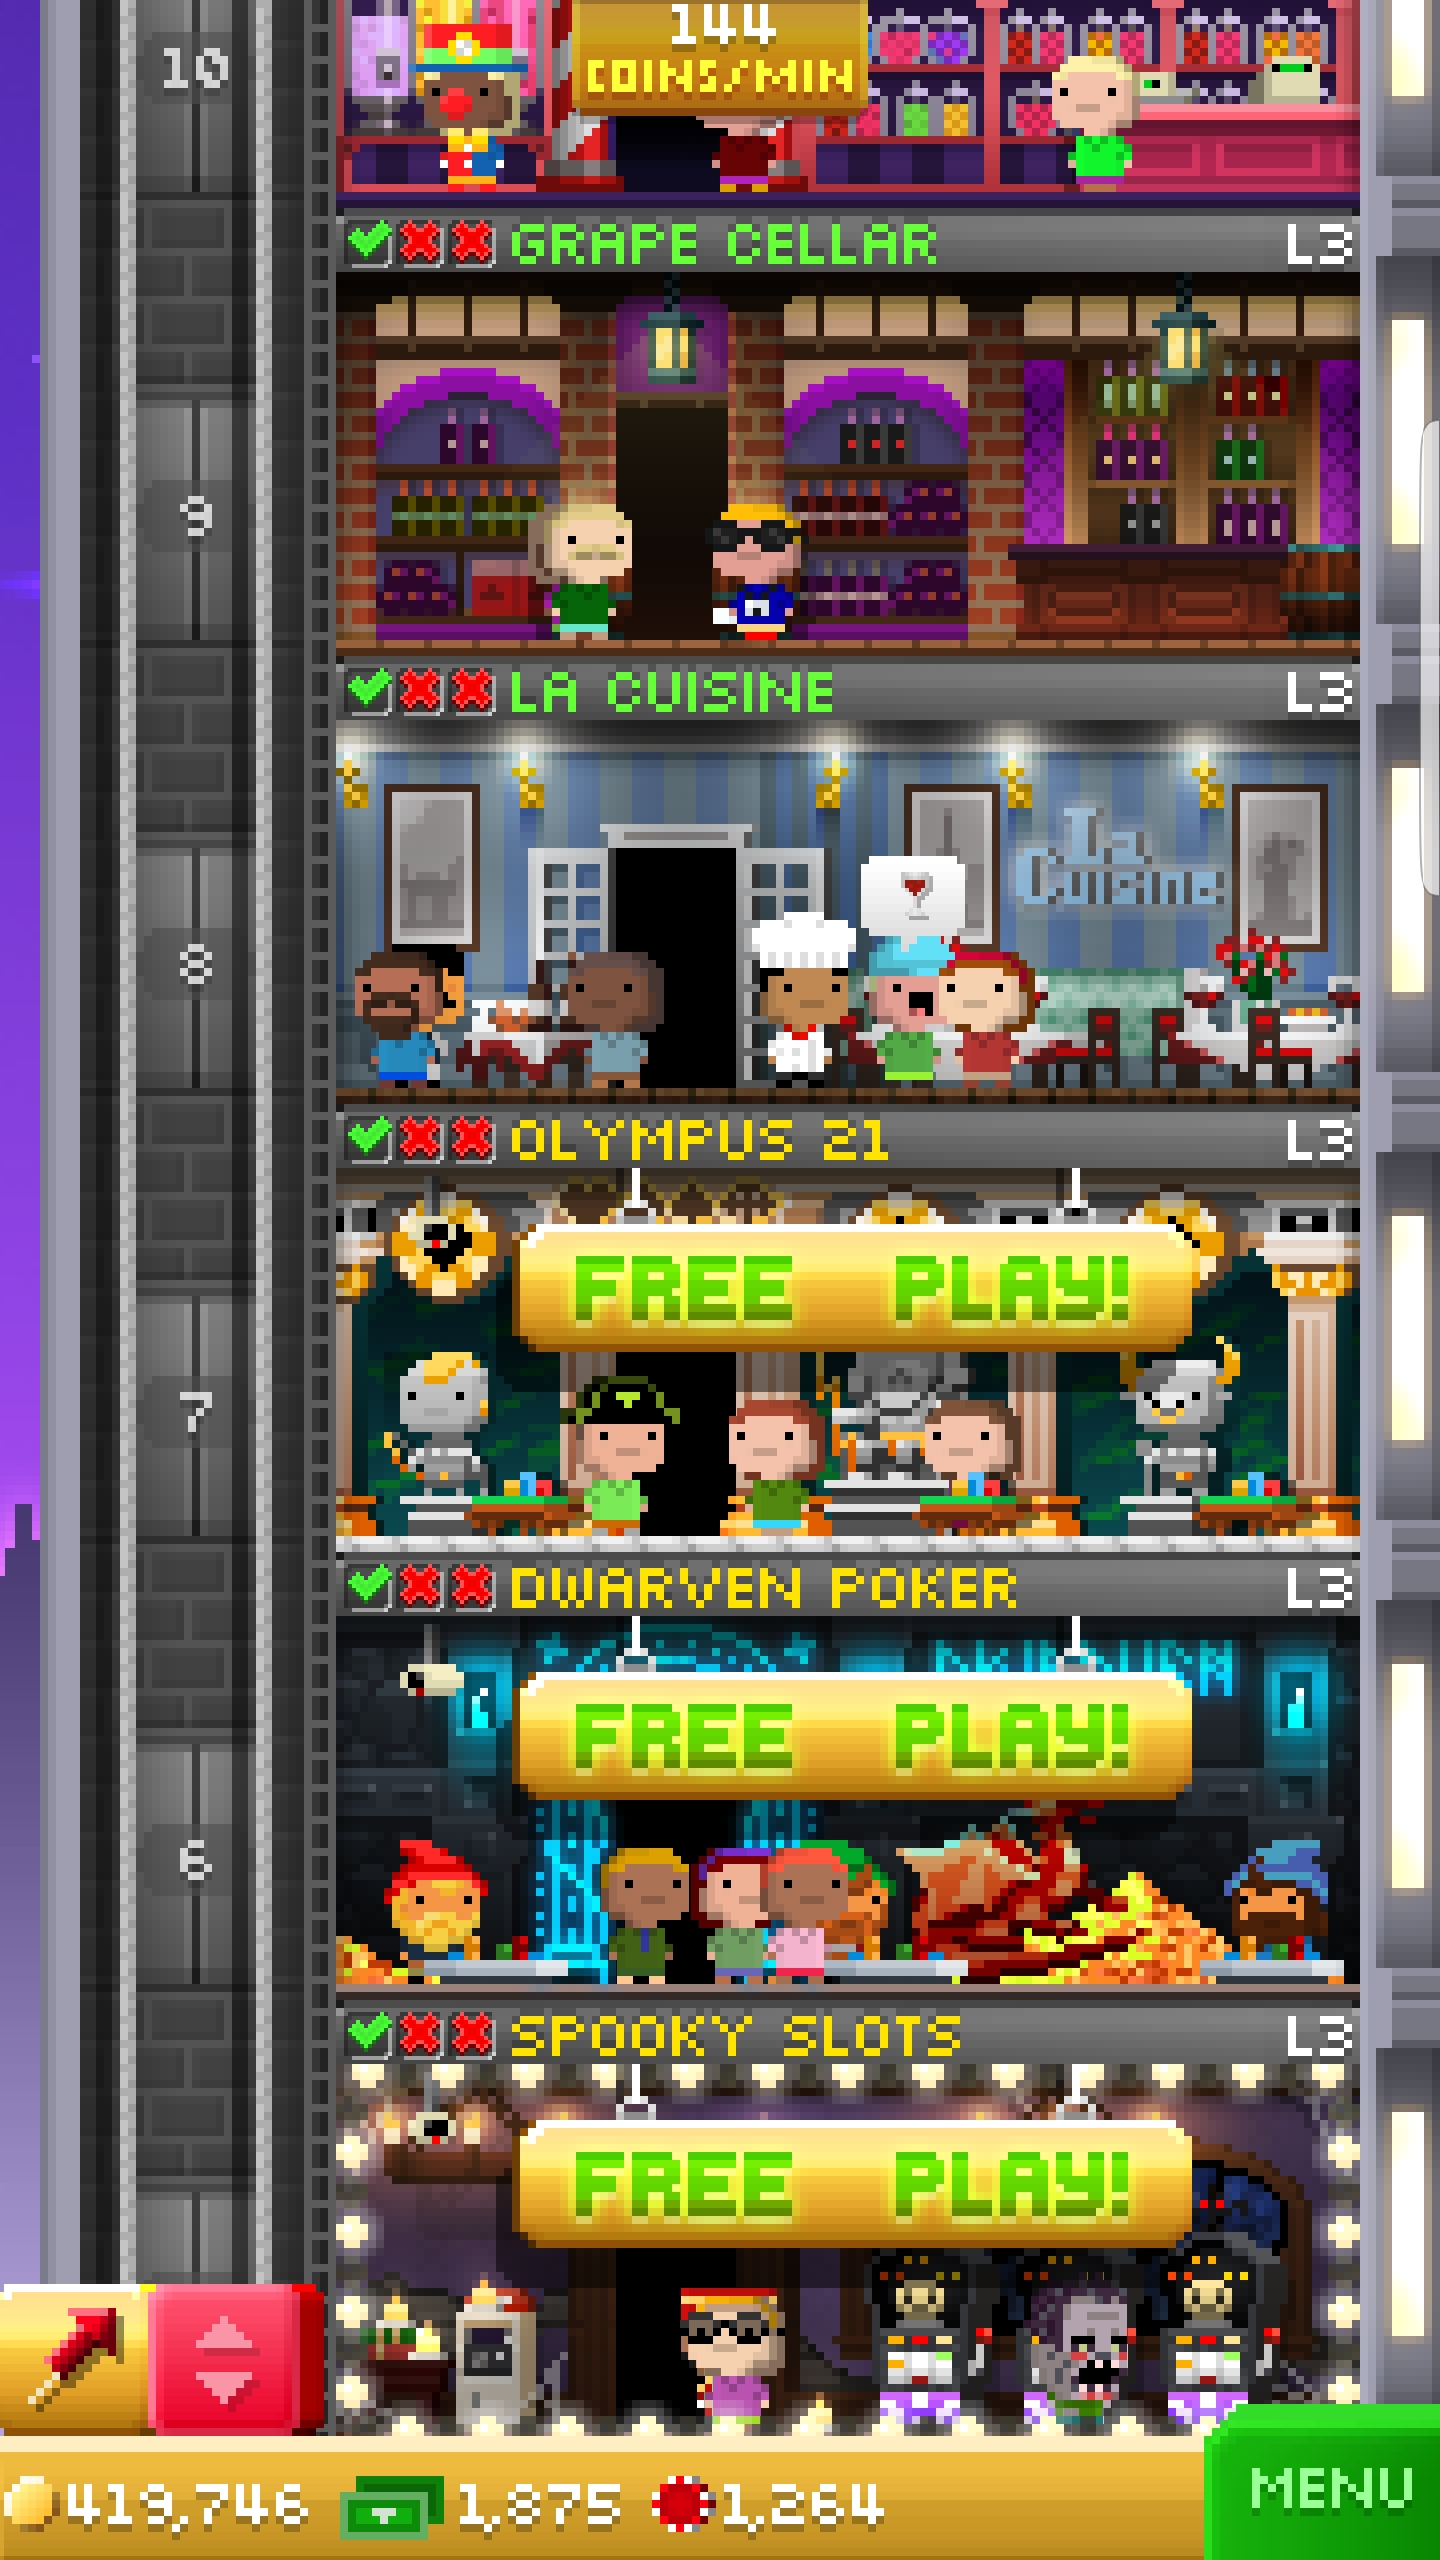 10
144
COINS/MIN
GRAPE CELLAR L3
9
LA CUISINE L3
La
Cuisine
8
OLYMPUS 21 L3
FREE PLAY!
7
DWARVEN POKER L3
FREE PLAY!
6
SPOOKY SLOTS L3
FREE PLAY!
419,746 1,875 1,264
MENU